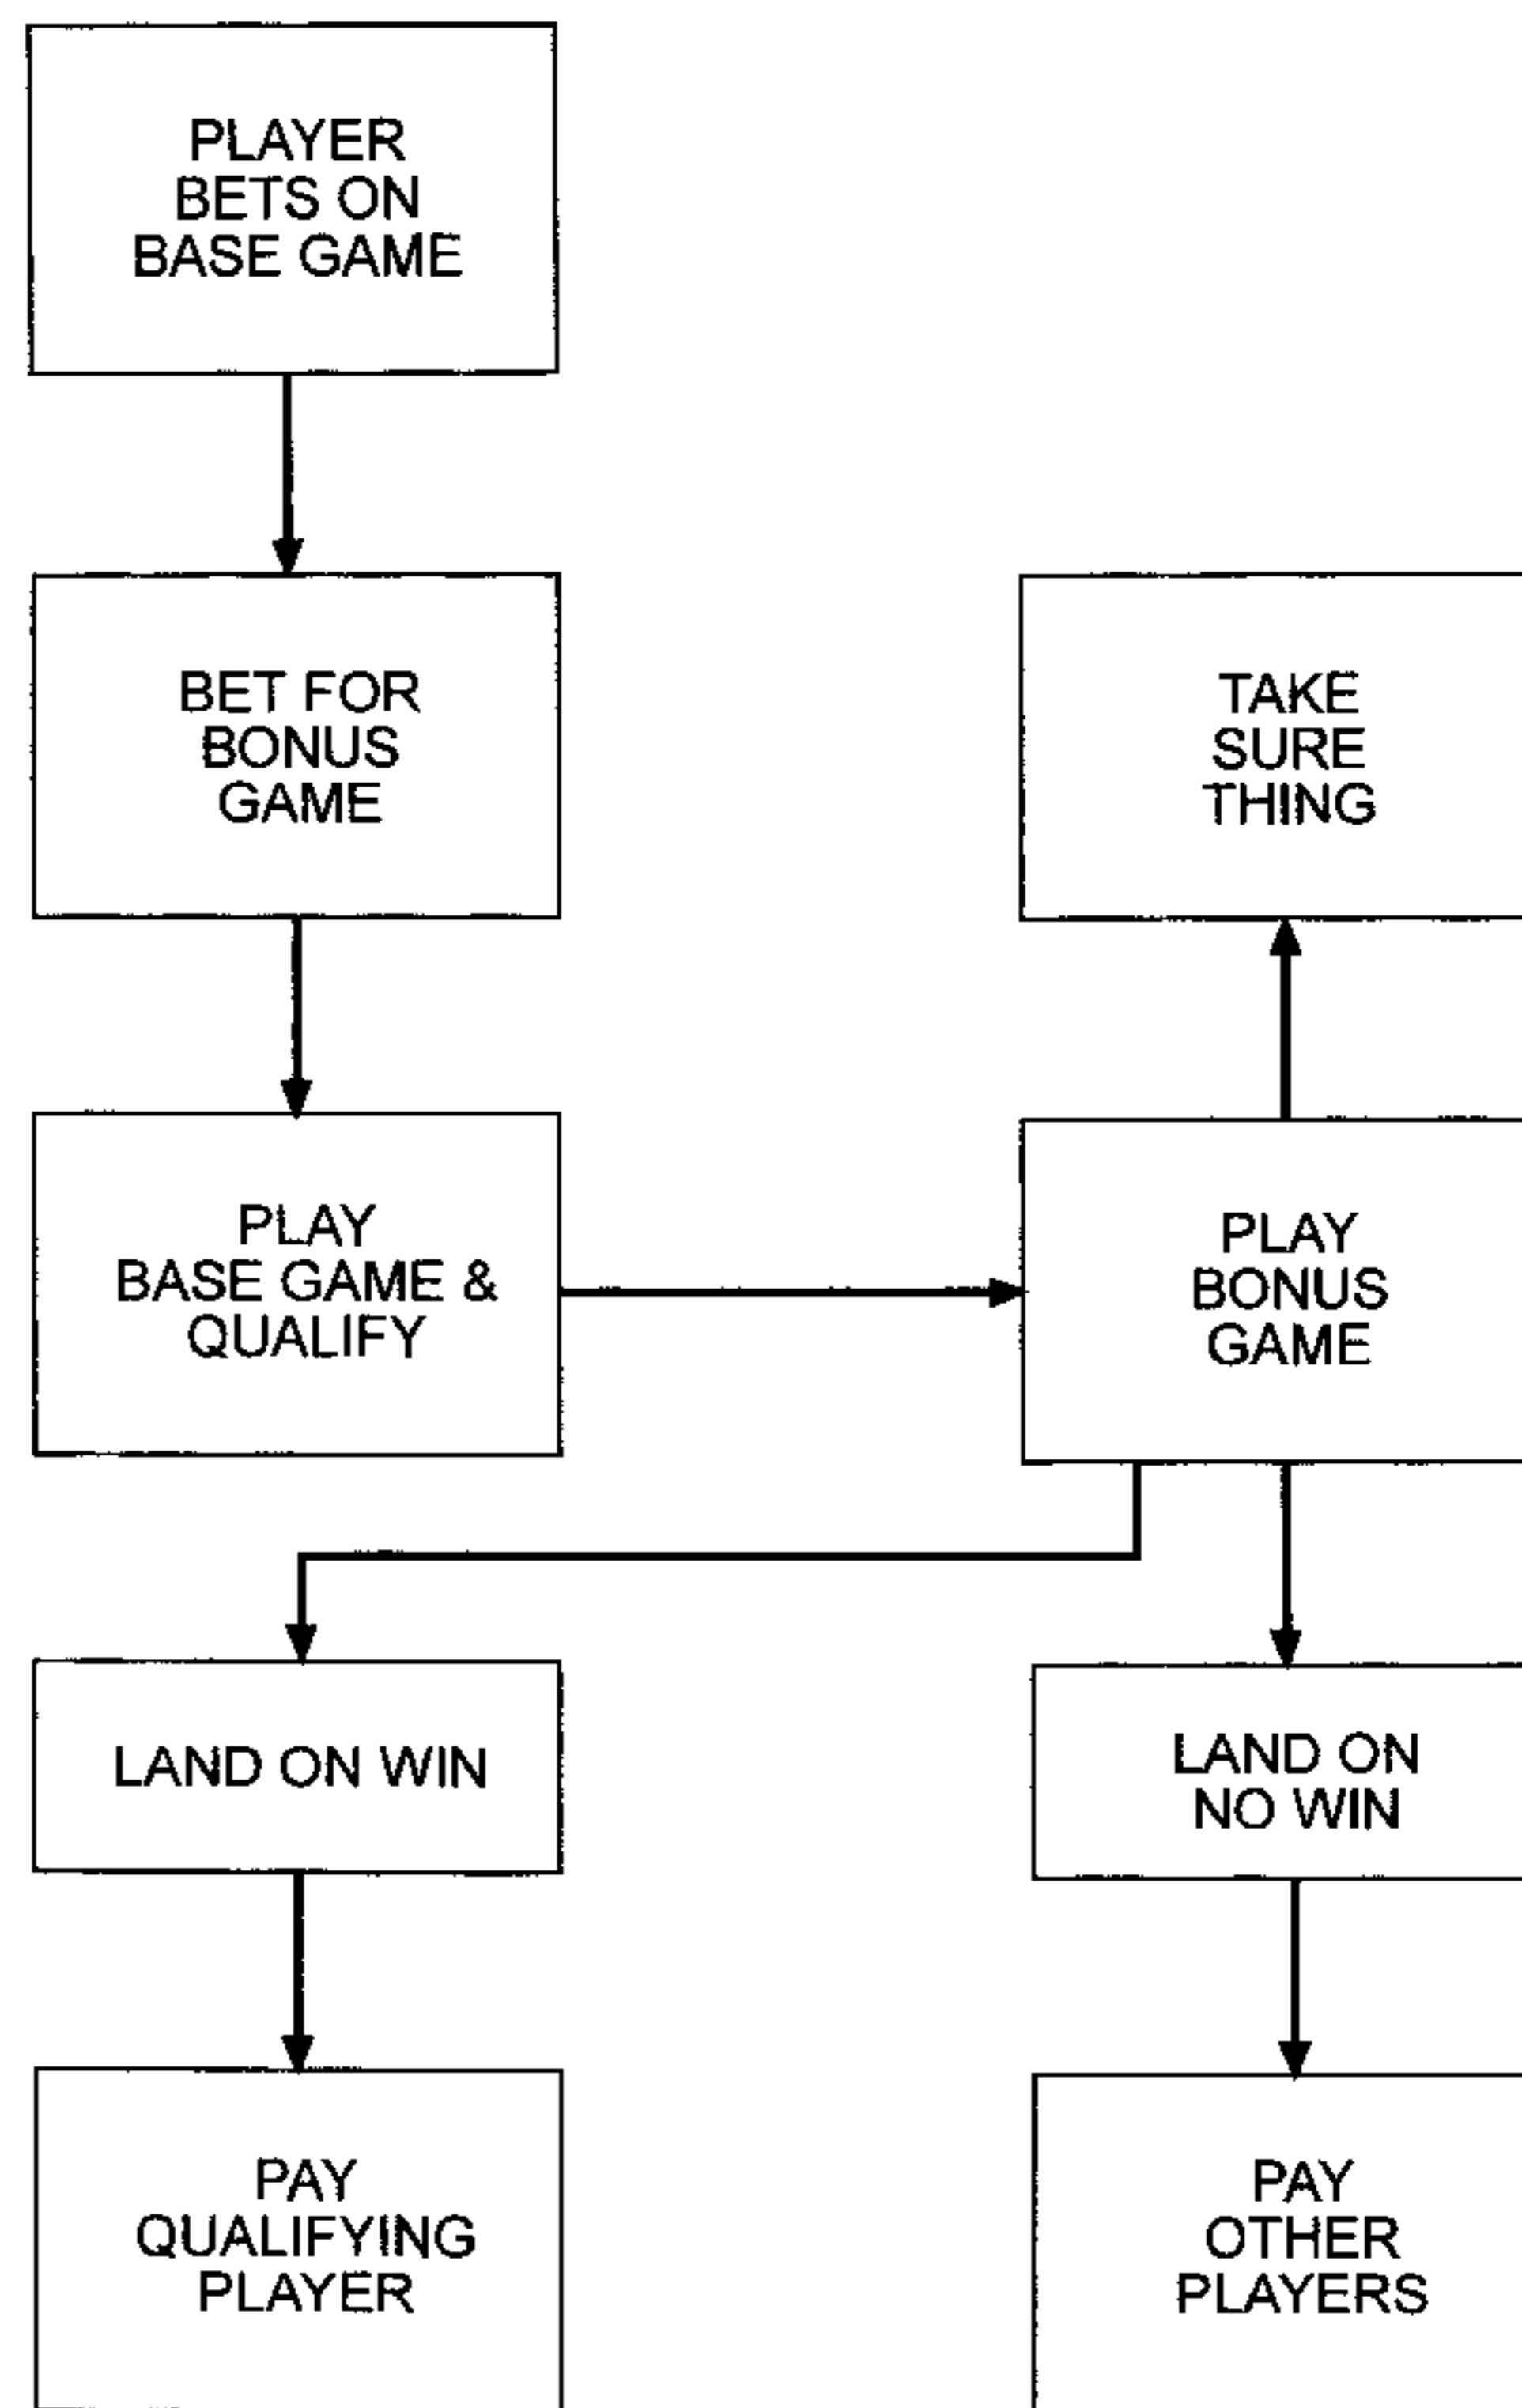 PLAYER
BETS ON
BASE GAME
BET FOR
BONUS
GAME
TAKE
SURE
THING
PLAY
BASE GAME &
QUALIFY
PLAY
BONUS
GAME
LAND ON WIN
LAND ON
NO WIN
PAY
QUALIFYING
PLAYER
PAY
OTHER
PLAYERS